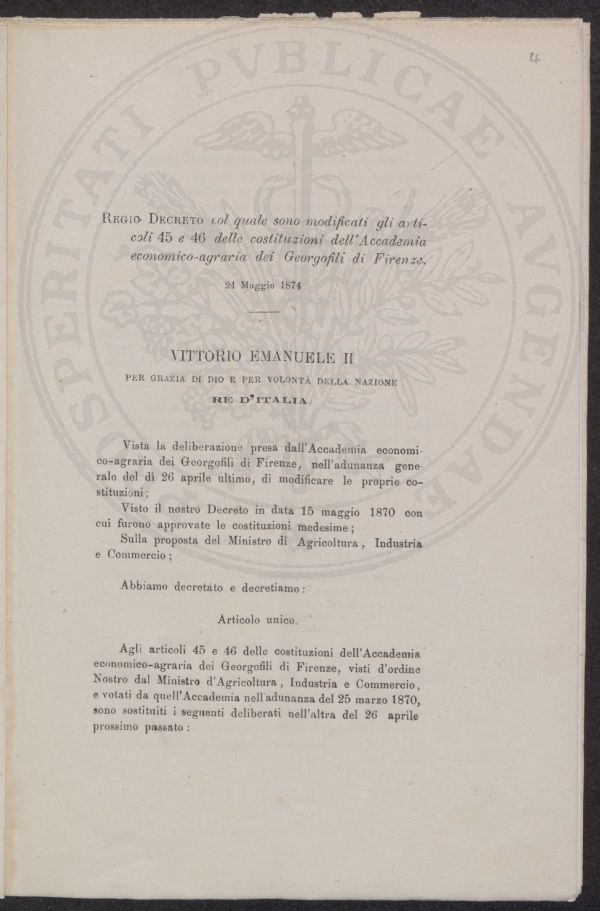 4
PROSPERITATI PVBLICAE AVGENDAE
REGIO DECRETO col quale sono modificati gli arti-
coli 45 e 46 delle costituzioni dell'Accademia
economico-agraria dei Georgofili di Firenze.
24 Maggio 1874
VITTORIO EMANUELE II
PER GRAZIA DI DIO E PER VOLONTÀ DELLA NAZIONE
RE D'ITALIA.
Vista la deliberazione presa dall'Accademia economi-
co-agraria dei Georgofili di Firenze, nell'adunanza gene-
rale del dì 26 aprile ultimo, di modificare le proprie co-
stituzioni;
Visto il nostro Decreto in data 15 maggio 1870 con
cui furono approvate le costituzioni medesime;
Sulla proposta del Ministro di Agricoltura, Industria
e Commercio;
Abbiamo decretato e decretiamo:
Articolo unico.
Agli articoli 45 e 46 delle costituzioni dell'Accademia
economico-agraria dei Georgofili di Firenze, visti d'ordine
Nostro dal Ministro d'Agricoltura, Industria e Commercio,
e votati da quell'Accademia nell'adunanza del 25 marzo 1870,
sono sostituiti i seguenti deliberati nell'altra del 26 aprile
prossimo passato: